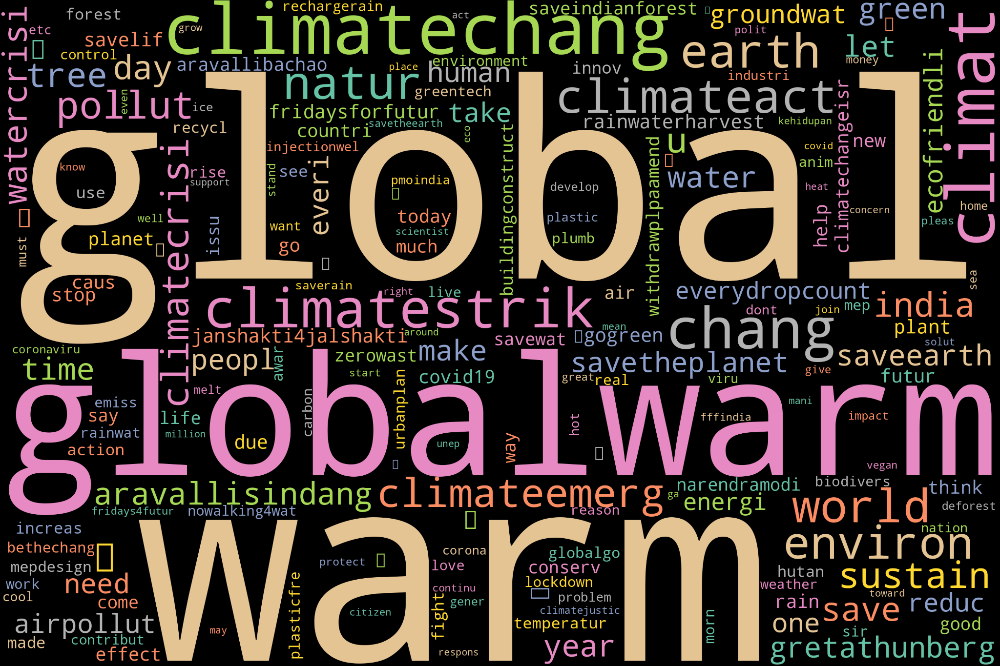 rechargerain
climatechang
act
saveindianforest
groundwat
green
forest
grow
etc
savelif
control
polit
earth
let
money
climat
watercrisi
tree
day
aravallibachao
place
environment
human
innov
industri
natur
greentech
climateact
pollut
even
ice
fridaysforfutur
take
rainwaterharvest
kehidupan
recycl
countri
savetheearth
eco
u
new
covid
anim
climatechangeisr
ecofriendli
global
injectionwel
know
use
rise
support
stand
see
everi
pmoindia
develop
water
heat
home
concern
pleas
well
want
today
plastic
scientist
plumb
help
planet
issu
go
much
must
buildingconstruct
withdrawplpaamend
climatecrisi
caus
stop
saverain
right
live
air
everydropcount
sea
climatestrik
dont
join
mep
india
mean
chang
plant
janshakti4jalshakti
around
savewat
gogreen
solut
coronaviru
peopl
awar
zerowast
make
savetheplanet
saveearth
time
start
covid19
great
real
give
viru
futur
globalwarm
melt
carbon
urbanplan
emiss
say
life
rainwat
million
due
hot
fffindia
mani
impact
action
unep
way
vegan
aravallisindang
climateemerg
narendramodi
biodivers
think
ga
energi
world
deforest
fridays4futur
nowalking4wat
reason
increas
warm
nation
environ
bethechang
corona
globalgo
mepdesign
protect
love
conserv
hutan
work
need
weather
sustain
cool
come
plasticfre
continu
lockdown
toward
gener
problem
rain
save
reduc
citizen
fight
climatejustic
airpollut
may
temperatur
morn
one
good
made
contribut
sir
effect
respons
year
gretathunberg